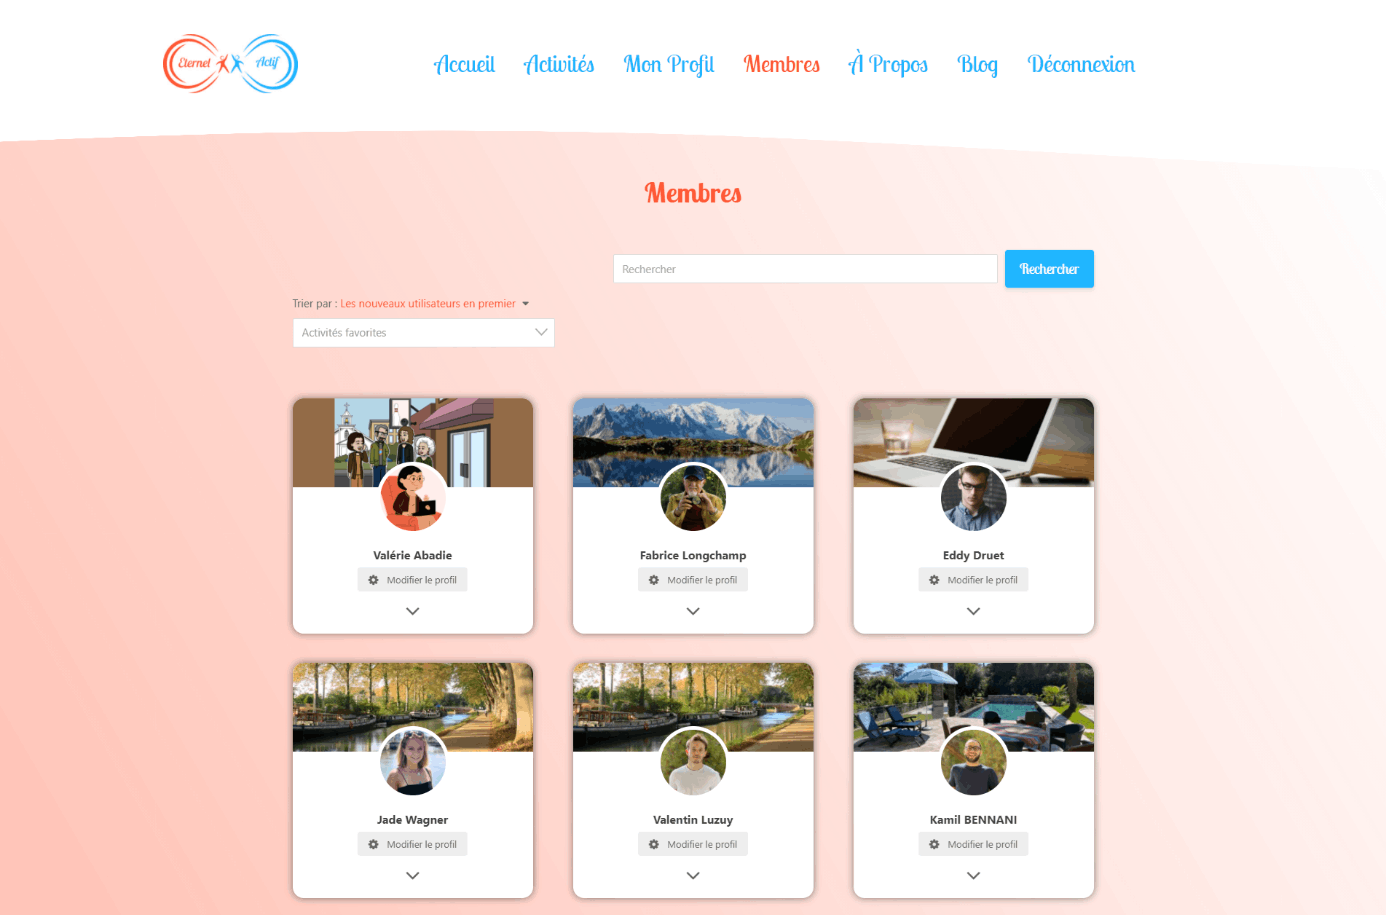 Eternel Actif
Accueil Activités Mon Profil Membres À Propos Blog Déconnexion
Membres
Rechercher Rechercher
Trier par : Les nouveaux utilisateurs en premier
Activités favorites
Valérie Abadie Fabrice Longchamp Eddy Druet
Modifier le profil Modifier le profil Modifier le profil
Jade Wagner Valentin Luzuy Kamil BENNANI
Modifier le profil Modifier le profil Modifier le profil